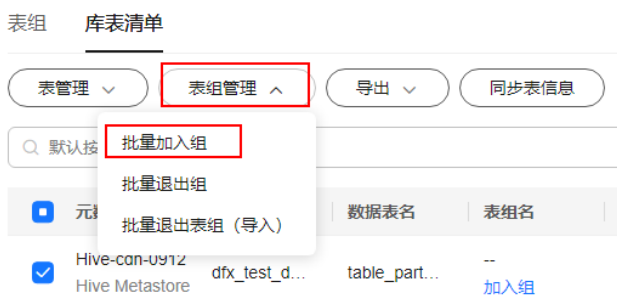 表组 库表清单
表管理 表组管理 导出 同步表信息
默认按
批量加入组
批量退出组
批量退出表组（导入）
数据表名 表组名
Hive-cdn-0912 dfx_test_d... table_part... --
Hive Metastore 加入组